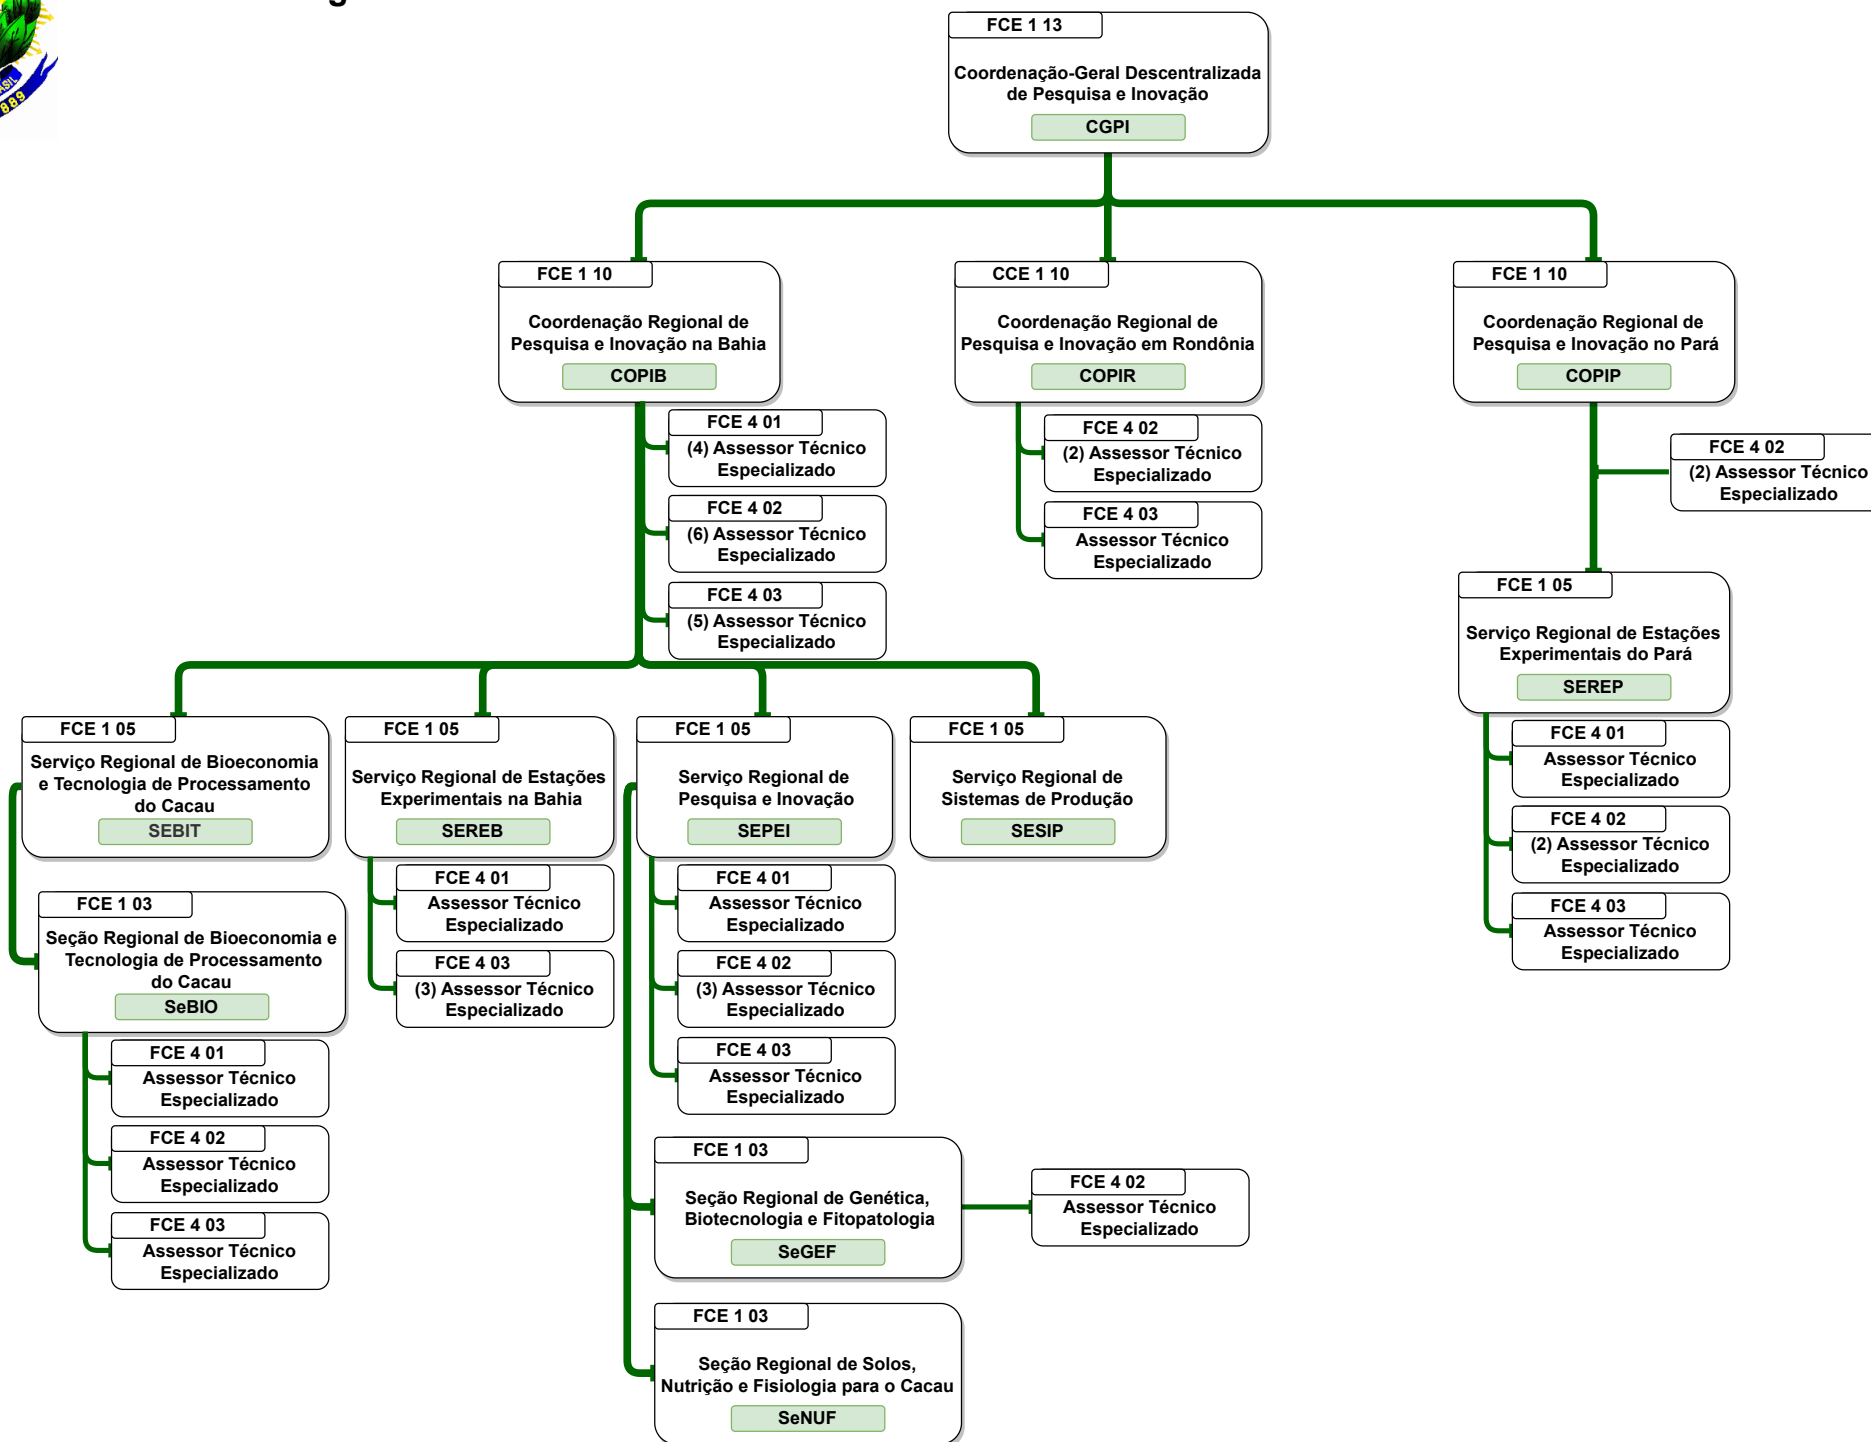 FCE 1 13
Coordenação-Geral Descentralizada
de Pesquisa e Inovação
CGPI
FCE 1 10
Coordenação Regional de
Pesquisa e Inovação na Bahia
COPIB
CCE 1 10
Coordenação Regional de
Pesquisa e Inovação em Rondônia
COPIR
FCE 1 10
Coordenação Regional de
Pesquisa e Inovação no Pará
COPIP
FCE 4 01
(4) Assessor Técnico
Especializado
FCE 4 02
(6) Assessor Técnico
Especializado
FCE 4 03
(5) Assessor Técnico
Especializado
FCE 4 02
(2) Assessor Técnico
Especializado
FCE 4 03
Assessor Técnico
Especializado
FCE 4 02
(2) Assessor Técnico
Especializado
FCE 1 05
Serviço Regional de Estações
Experimentais do Pará
SEREP
FCE 4 01
Assessor Técnico
Especializado
FCE 4 02
(2) Assessor Técnico
Especializado
FCE 4 03
Assessor Técnico
Especializado
FCE 1 05
Serviço Regional de Bioeconomia
e Tecnologia de Processamento
do Cacau
SEBIT
FCE 1 03
Seção Regional de Bioeconomia e
Tecnologia de Processamento
do Cacau
SeBIO
FCE 4 01
Assessor Técnico
Especializado
FCE 4 02
Assessor Técnico
Especializado
FCE 4 03
Assessor Técnico
Especializado
FCE 1 05
Serviço Regional de Estações
Experimentais na Bahia
SEREB
FCE 4 01
Assessor Técnico
Especializado
FCE 4 03
(3) Assessor Técnico
Especializado
FCE 1 05
Serviço Regional de
Pesquisa e Inovação
SEPEI
FCE 4 01
Assessor Técnico
Especializado
FCE 4 02
(3) Assessor Técnico
Especializado
FCE 4 03
Assessor Técnico
Especializado
FCE 1 03
Seção Regional de Genética,
Biotecnologia e Fitopatologia
SeGEF
FCE 4 02
Assessor Técnico
Especializado
FCE 1 03
Seção Regional de Solos,
Nutrição e Fisiologia para o Cacau
SeNUF
FCE 1 05
Serviço Regional de
Sistemas de Produção
SESIP